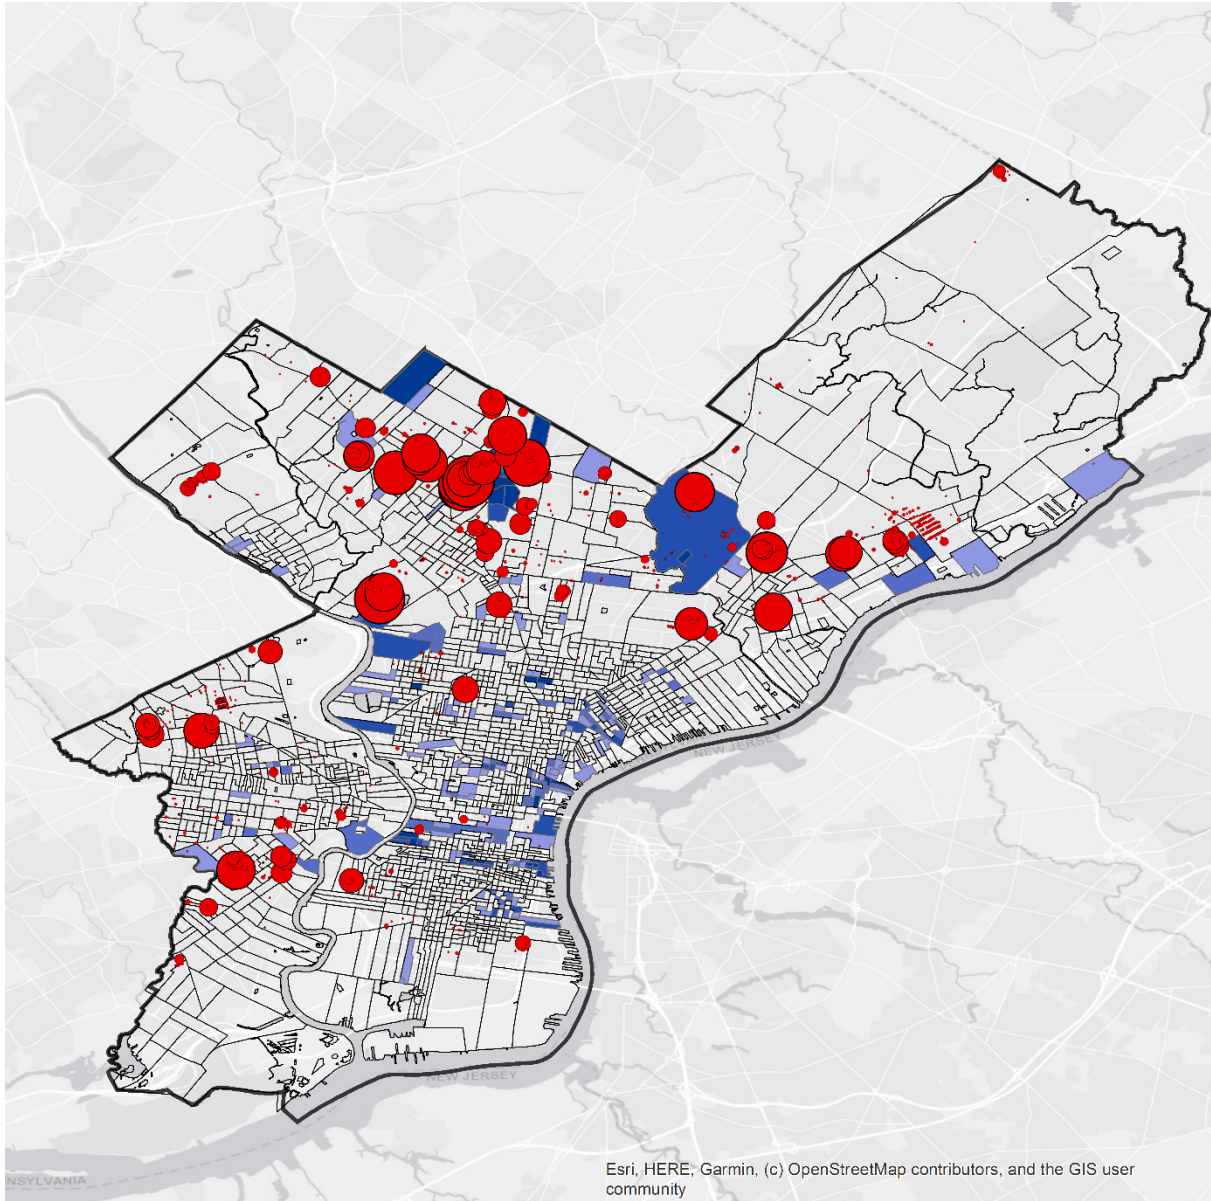 NEW JERSEY
NEW JERSEY
NSYLVANIA
Esri, HERE, Garmin, (c) OpenStreetMap contributors, and the GIS user
community